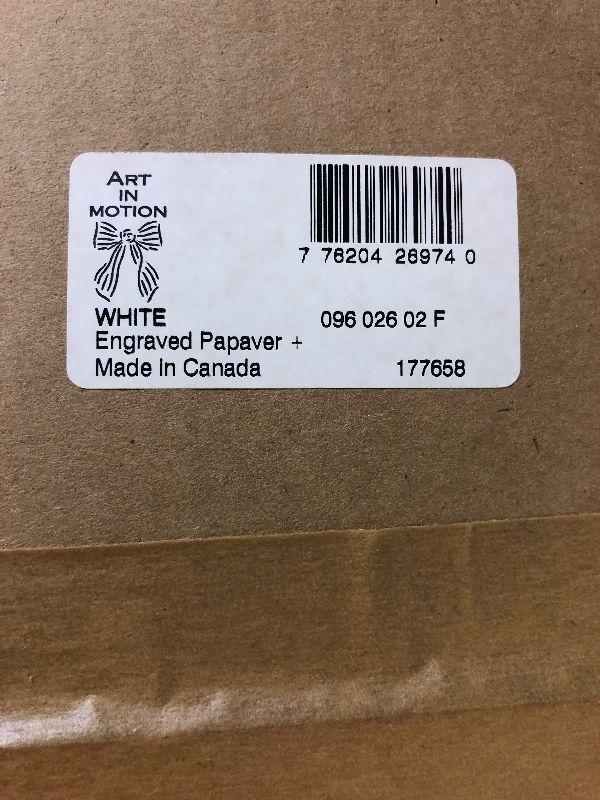 ART
IN
MOTION
7 76204 26974 0
WHITE 096 026 02 F
Engraved Papaver +
Made In Canada 177658